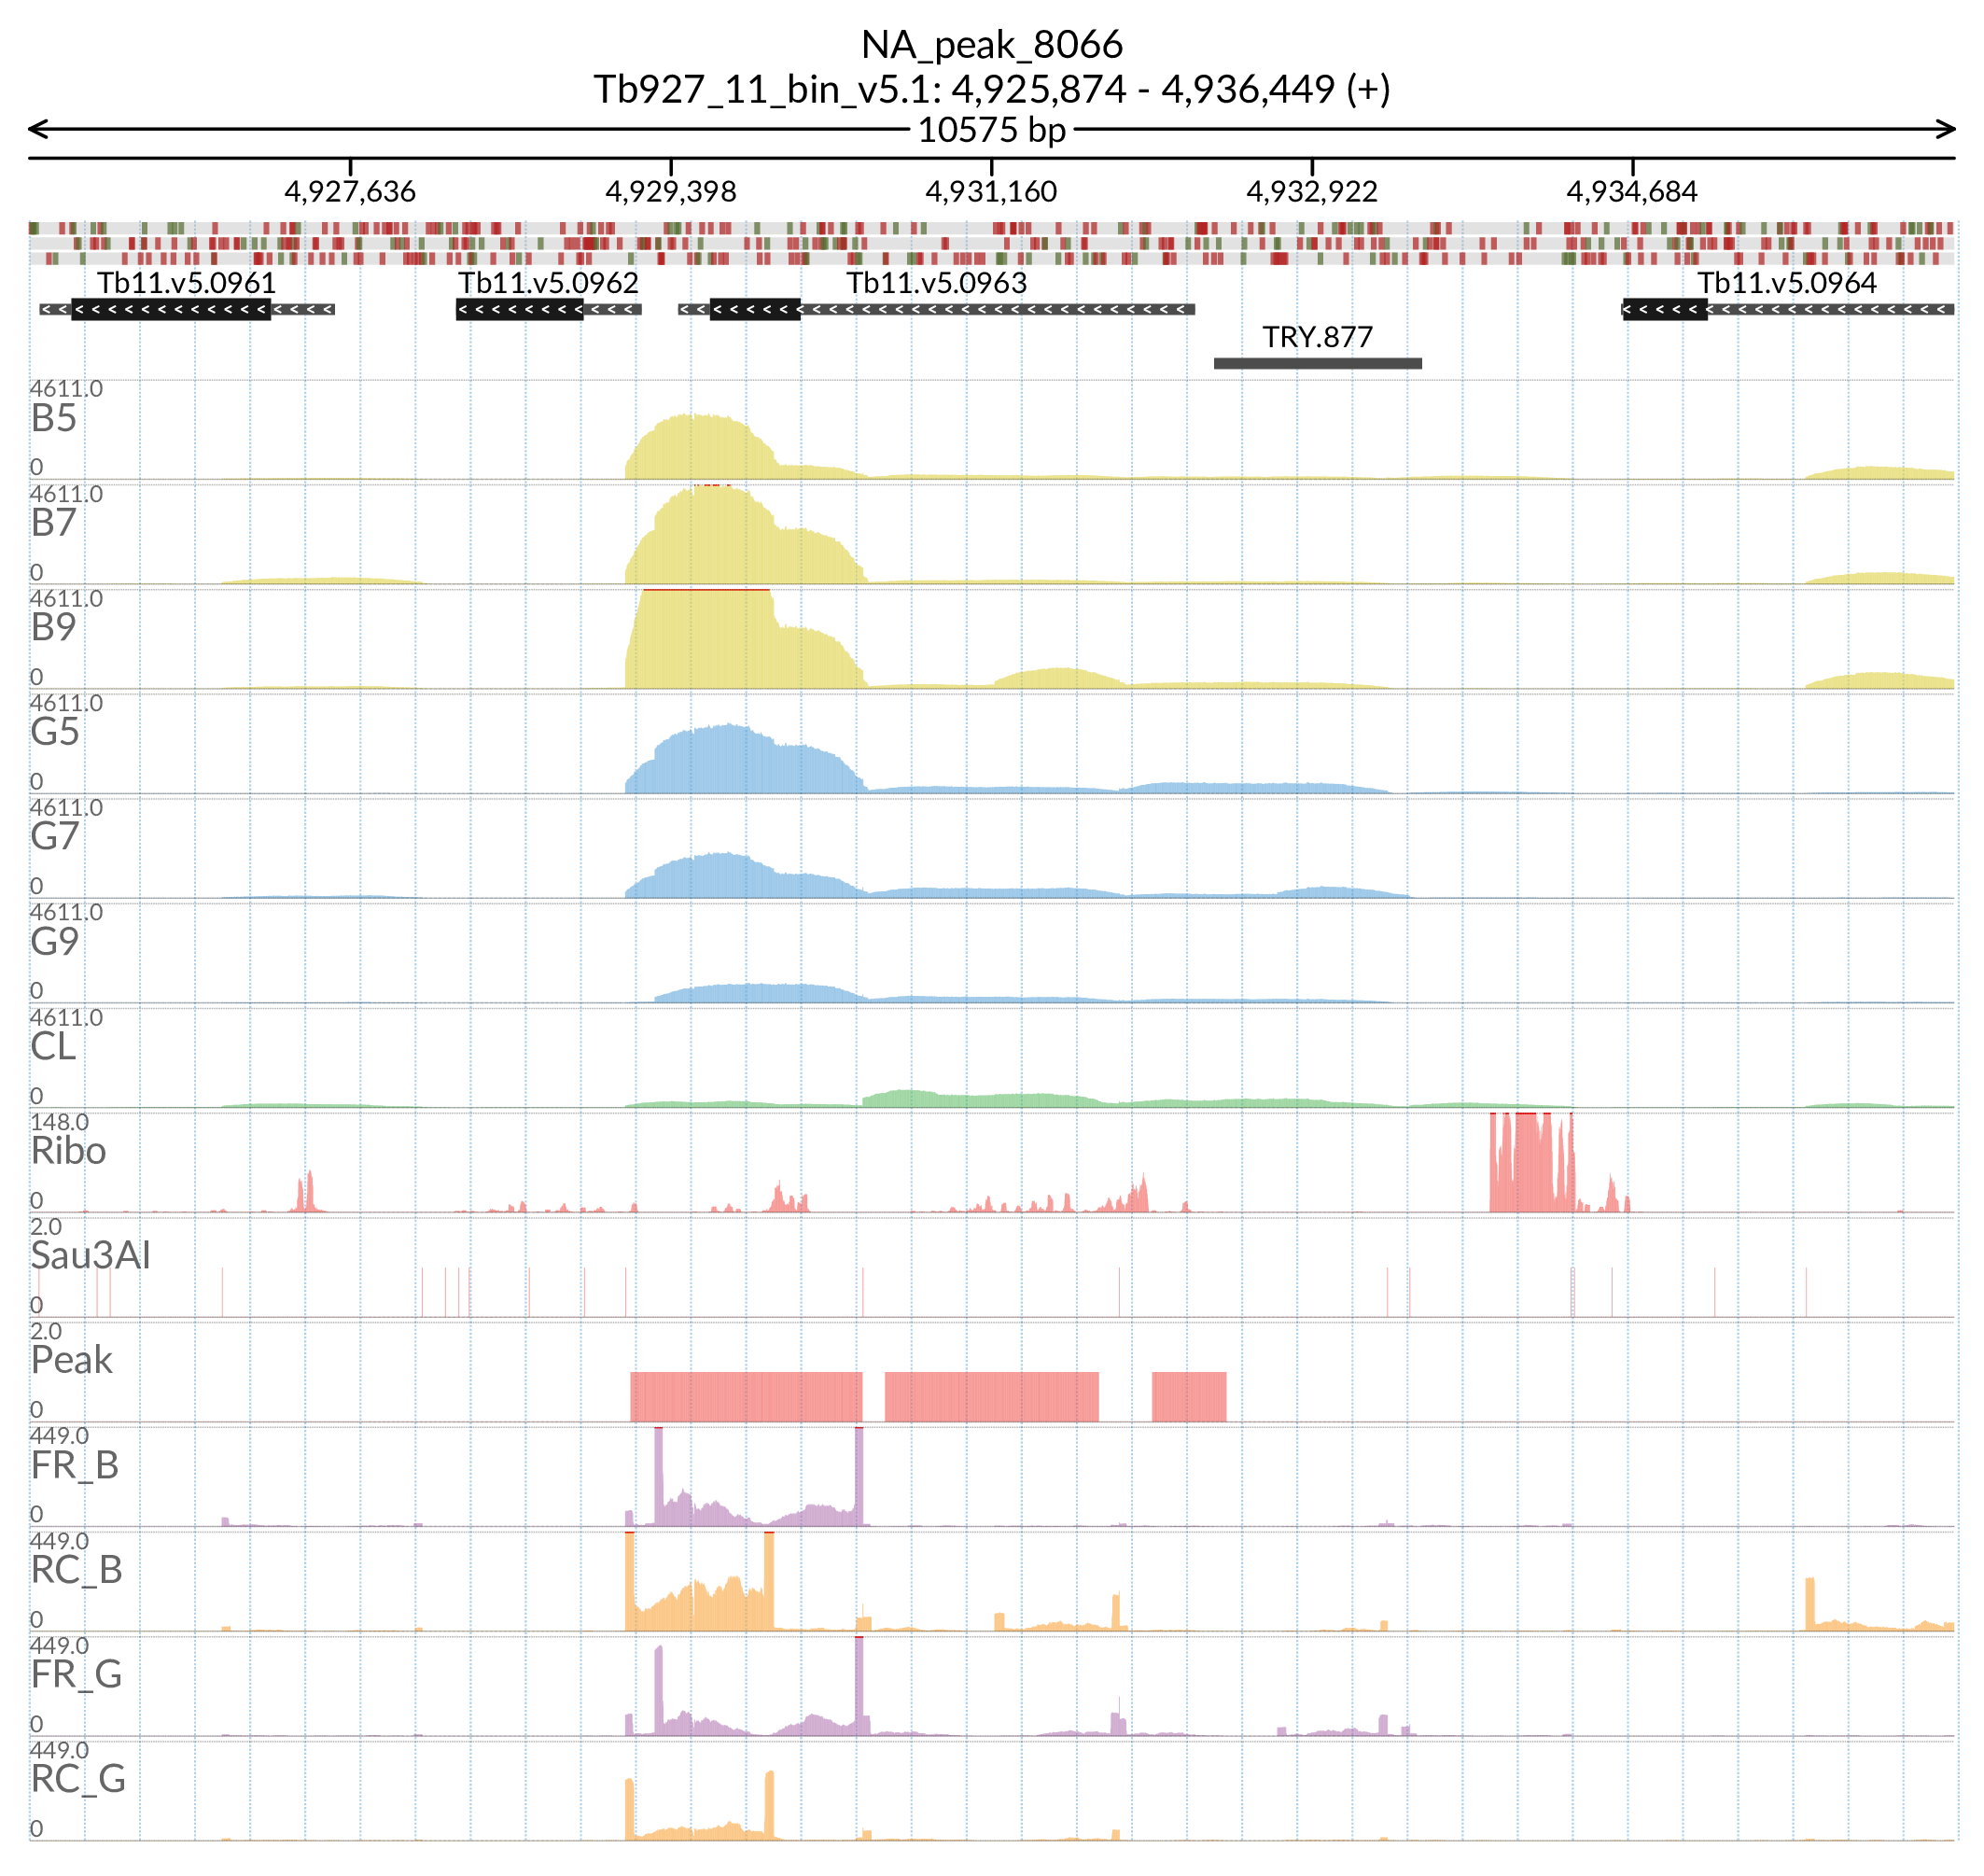 NA_peak_8066
Tb927_11_bin_v5.1: 4,925,874 - 4,936,449 (+)
10575 bp
4,927,636 4,929,398 4,931,160 4,932,922 4,934,684
Tb11.v5.0961 Tb11.v5.0962 Tb11.v5.0963 Tb11.v5.0964
TRY.877
4611.0
B5
0
4611.0
B7
0
4611.0
B9
0
4611.0
G5
0
4611.0
G7
0
4611.0
G9
0
4611.0
CL
0
148.0
Ribo
0
2.0
Sau3AI
0
2.0
Peak
0
449.0
FR_B
0
449.0
RC_B
0
449.0
FR_G
0
449.0
RC_G
0